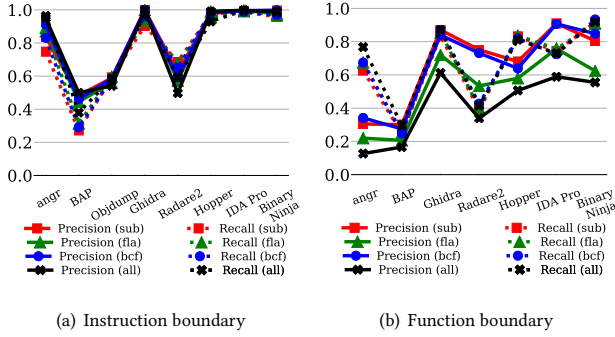 1.0
0.8
0.6
0.4
0.2
0.0
angr
BAP
Objdump
Ghidra
Radare2
Hopper
IDA Pro
Binary
Ninja
Precision (sub)
Precision (fla)
Precision (bcf)
Precision (all)
Recall (sub)
Recall (fla)
Recall (bcf)
Recall (all)
(a) Instruction boundary
1.0
0.8
0.6
0.4
0.2
0.0
angr
BAP
Ghidra
Radare2
Hopper
IDA Pro
Binary
Ninja
Precision (sub)
Precision (fla)
Precision (bcf)
Precision (all)
Recall (sub)
Recall (fla)
Recall (bcf)
Recall (all)
(b) Function boundary